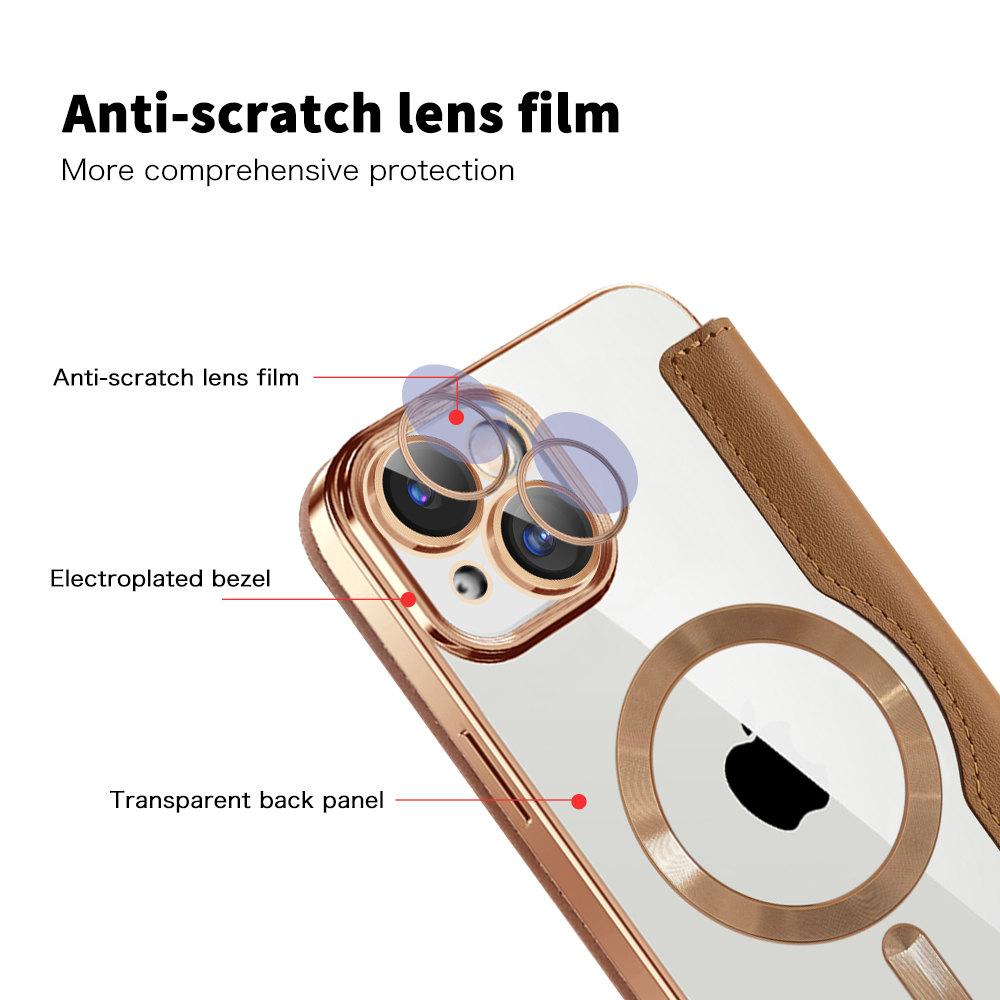 Anti-scratch lens film
More comprehensive protection
Anti-scratch lens film
Electroplated bezel
Transparent back panel